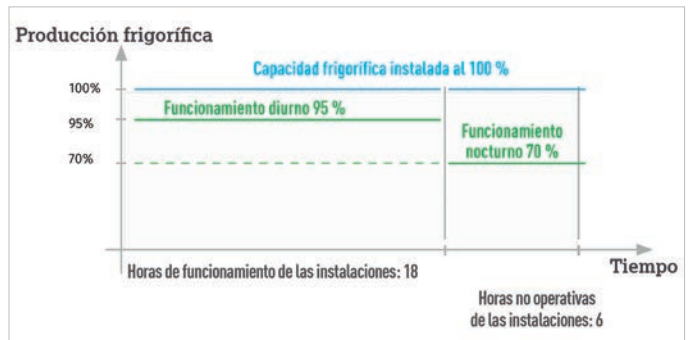 Producción frigorífica
Capacidad frigorífica instalada al 100 %
100%
Funcionamiento diurno 95 %
95%
Funcionamiento
nocturno 70 %
70%
Tiempo
Horas de funcionamiento de las instalaciones: 18
Horas no operativas
de las instalaciones: 6